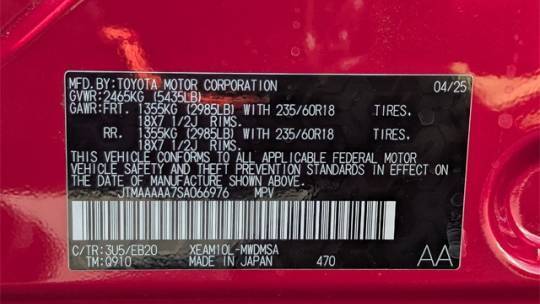 MFD.BY:TOYOTA MOTOR CORPORATION 04/25
GVWR:2465KG (5435LB)
GAWR:FRT. 1355KG (2985LB) WITH 235/60R18 TIRES,
18X7 1/2J RIMS.
RR. 1355KG (2985LB) WITH 235/60R18 TIRES,
18X7 1/2J RIMS.
THIS VEHICLE CONFORMS TO ALL APPLICABLE FEDERAL MOTOR
VEHICLE SAFETY AND THEFT PREVENTION STANDARDS IN EFFECT ON
THE DATE OF MANUFACTURE SHOWN ABOVE.
JTMAAAAA7SA066976 MPV
C/TR:3U5/EB20 XEAM10L-MWDMSA
TM:Q910 MADE IN JAPAN 470 AA